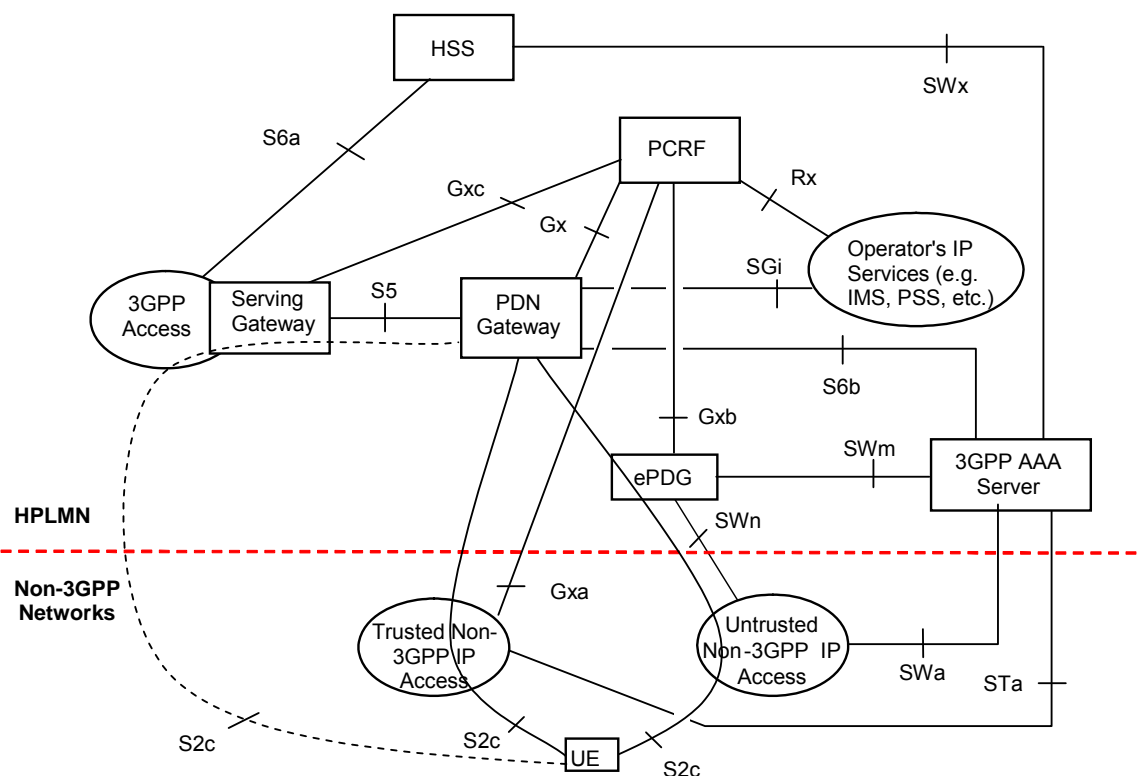 HSS
SWx
S6a
PCRF
Gxc
Rx
Gx
Operator's IP
Services (e.g.
IMS, PSS, etc.)
SGi
3GPP
Access
Serving
Gateway
S5
PDN
Gateway
S6b
Gxb
SWm
3GPP AAA
Server
ePDG
SWn
HPLMN
Non-3GPP
Networks
Gxa
Trusted Non-
3GPP IP
Access
Untrusted
Non-3GPP IP
Access
SWa
STa
S2c
S2c
UE
S2c